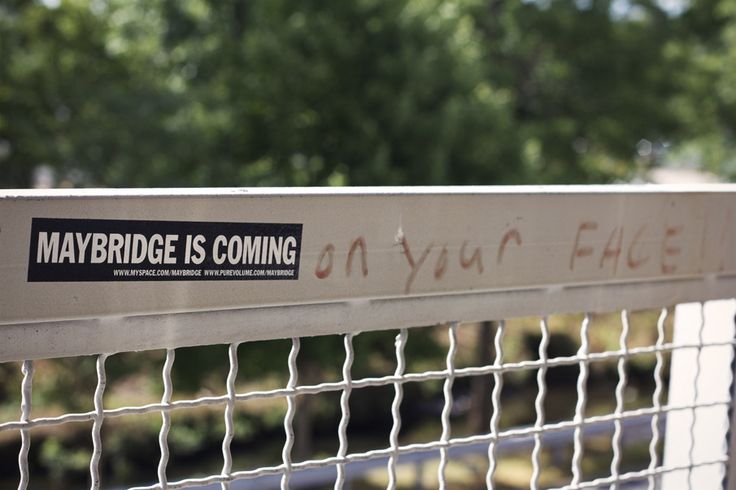 MAYBRIDGE IS COMING on your FACE!!
WWW.MYSPACE.COM/MAYBRIDGE WWW.PUREVOLUME.COM/MAYBRIDGE